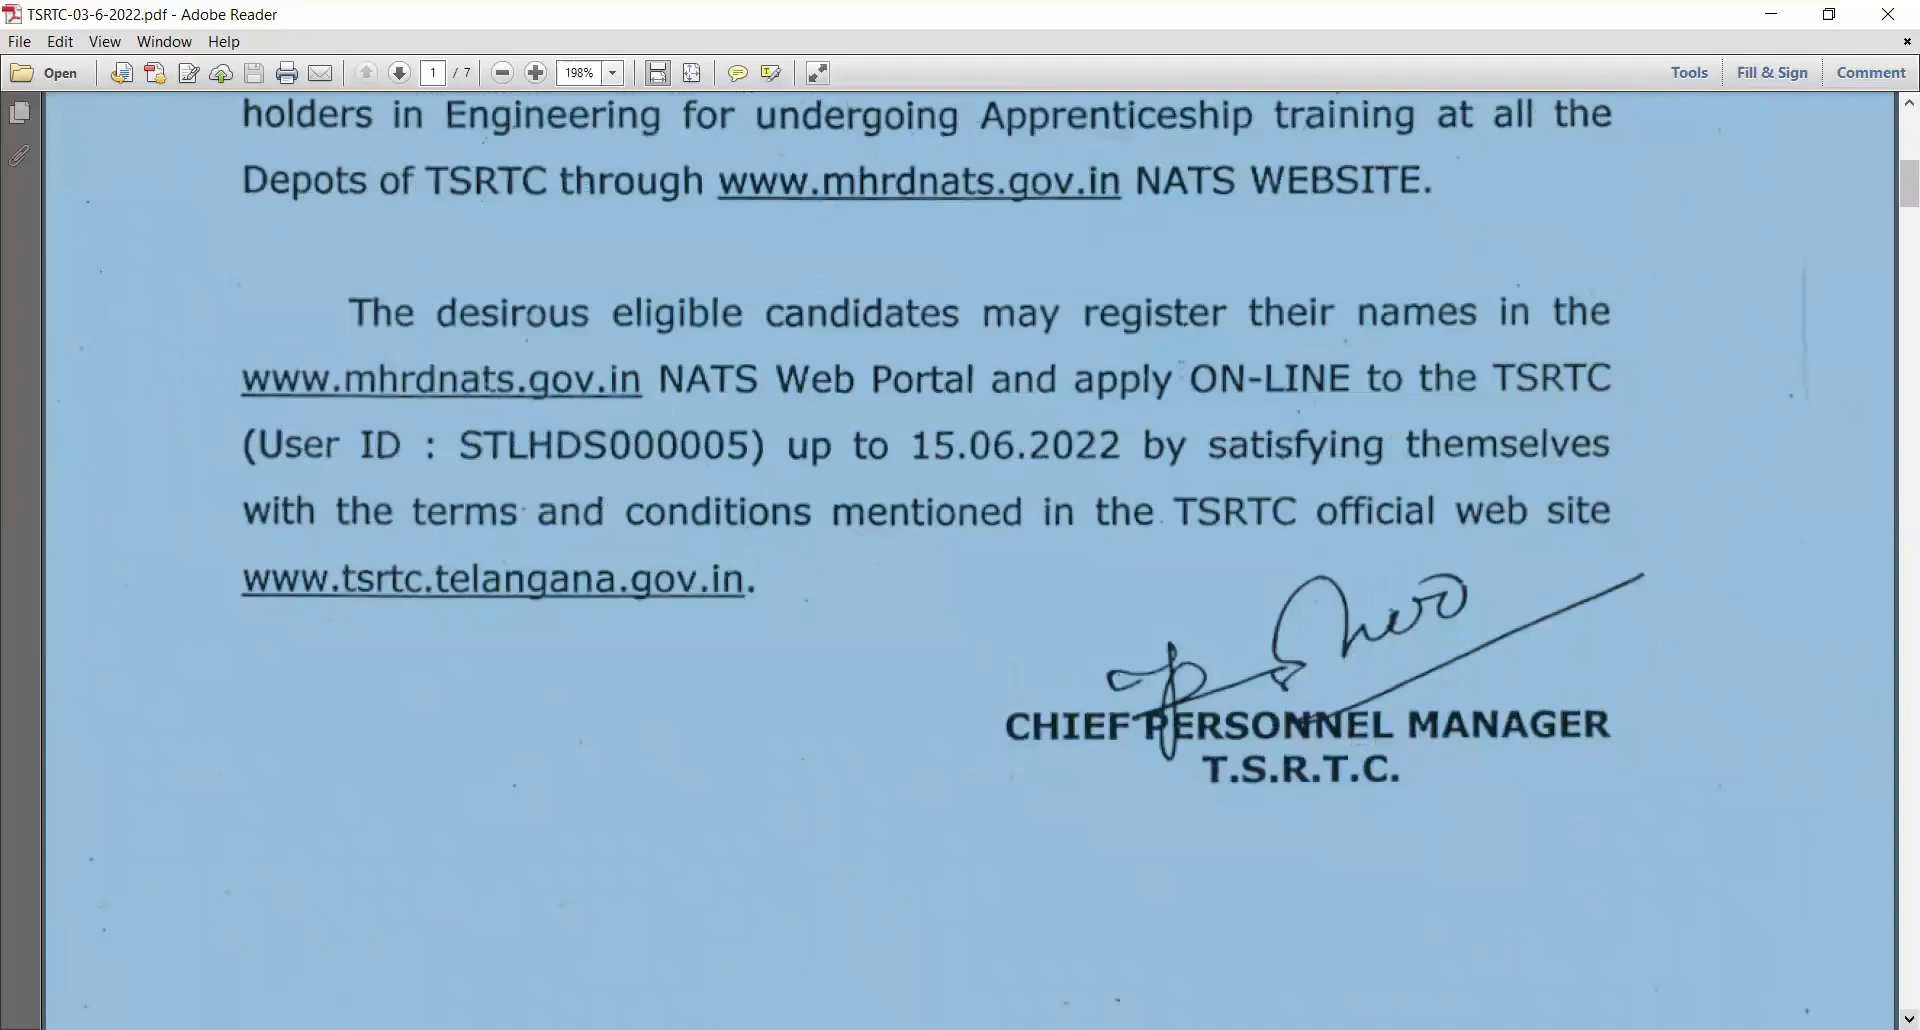 TSRTC-03-6-2022.pdf - Adobe Reader
File Edit View Window Help
Open 1 / 7 198% Tools Fill & Sign Comment
holders in Engineering for undergoing Apprenticeship training at all the
Depots of TSRTC through www.mhrdnats.gov.in NATS WEBSITE.
The desirous eligible candidates may register their names in the
www.mhrdnats.gov.in NATS Web Portal and apply ON-LINE to the TSRTC
(User ID : STLHDS000005) up to 15.06.2022 by satisfying themselves
with the terms and conditions mentioned in the TSRTC official web site
www.tsrtc.telangana.gov.in.
CHIEF PERSONNEL MANAGER
T.S.R.T.C.